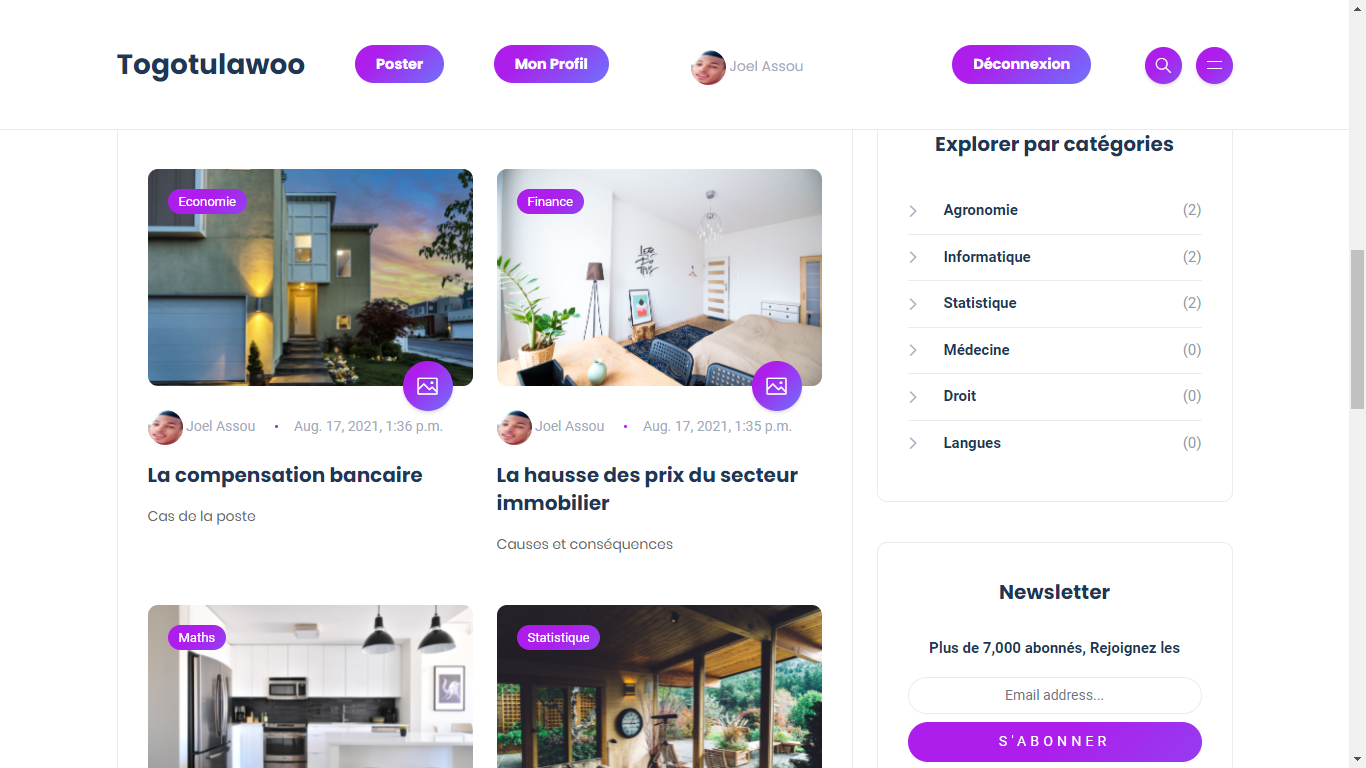 Togotulawoo
Poster
Mon Profil
Joel Assou
Déconnexion
Economie
Joel Assou • Aug. 17, 2021, 1:36 p.m.
La compensation bancaire
Cas de la poste
Finance
Joel Assou • Aug. 17, 2021, 1:35 p.m.
La hausse des prix du secteur
immobilier
Causes et conséquences
Maths
Statistique
Explorer par catégories
Agronomie (2)
Informatique (2)
Statistique (2)
Médecine (0)
Droit (0)
Langues (0)
Newsletter
Plus de 7,000 abonnés, Rejoignez les
Email address...
S'ABONNER